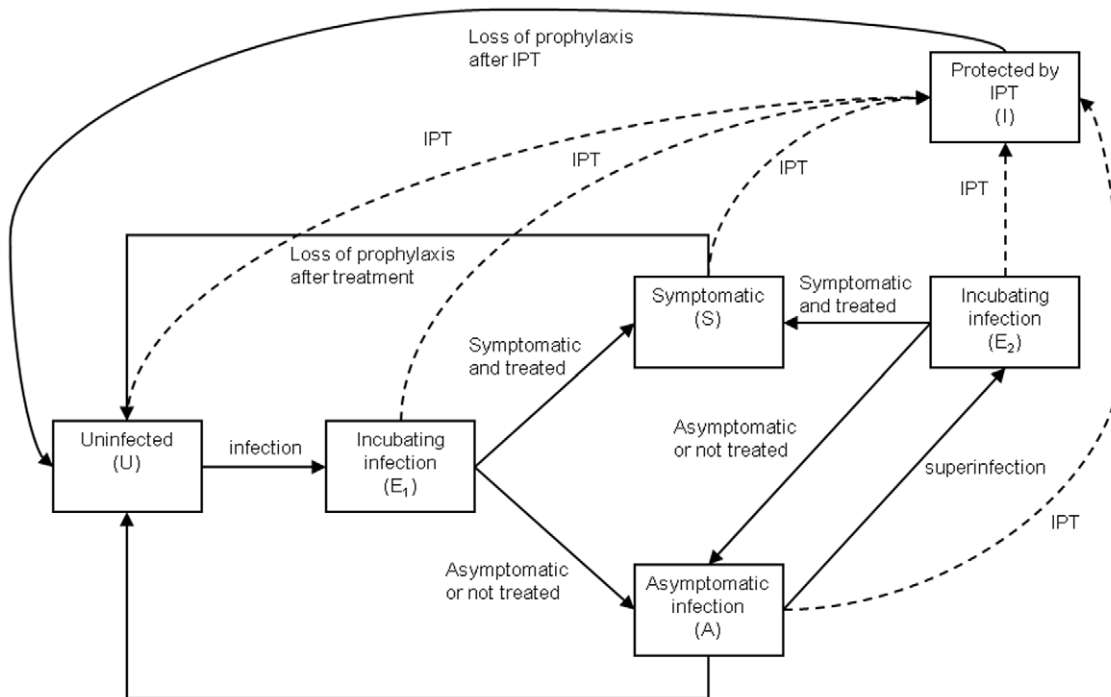 Loss of prophylaxis
after IPT
Protected by
IPT
(I)
IPT
IPT
IPT
IPT
Loss of prophylaxis
after treatment
Symptomatic
(S)
Symptomatic
and treated
Incubating
infection
(E₂)
Symptomatic
and treated
Uninfected
(U)
infection
Incubating
infection
(E₁)
Asymptomatic
or not treated
superinfection
IPT
Asymptomatic
or not treated
Asymptomatic
infection
(A)